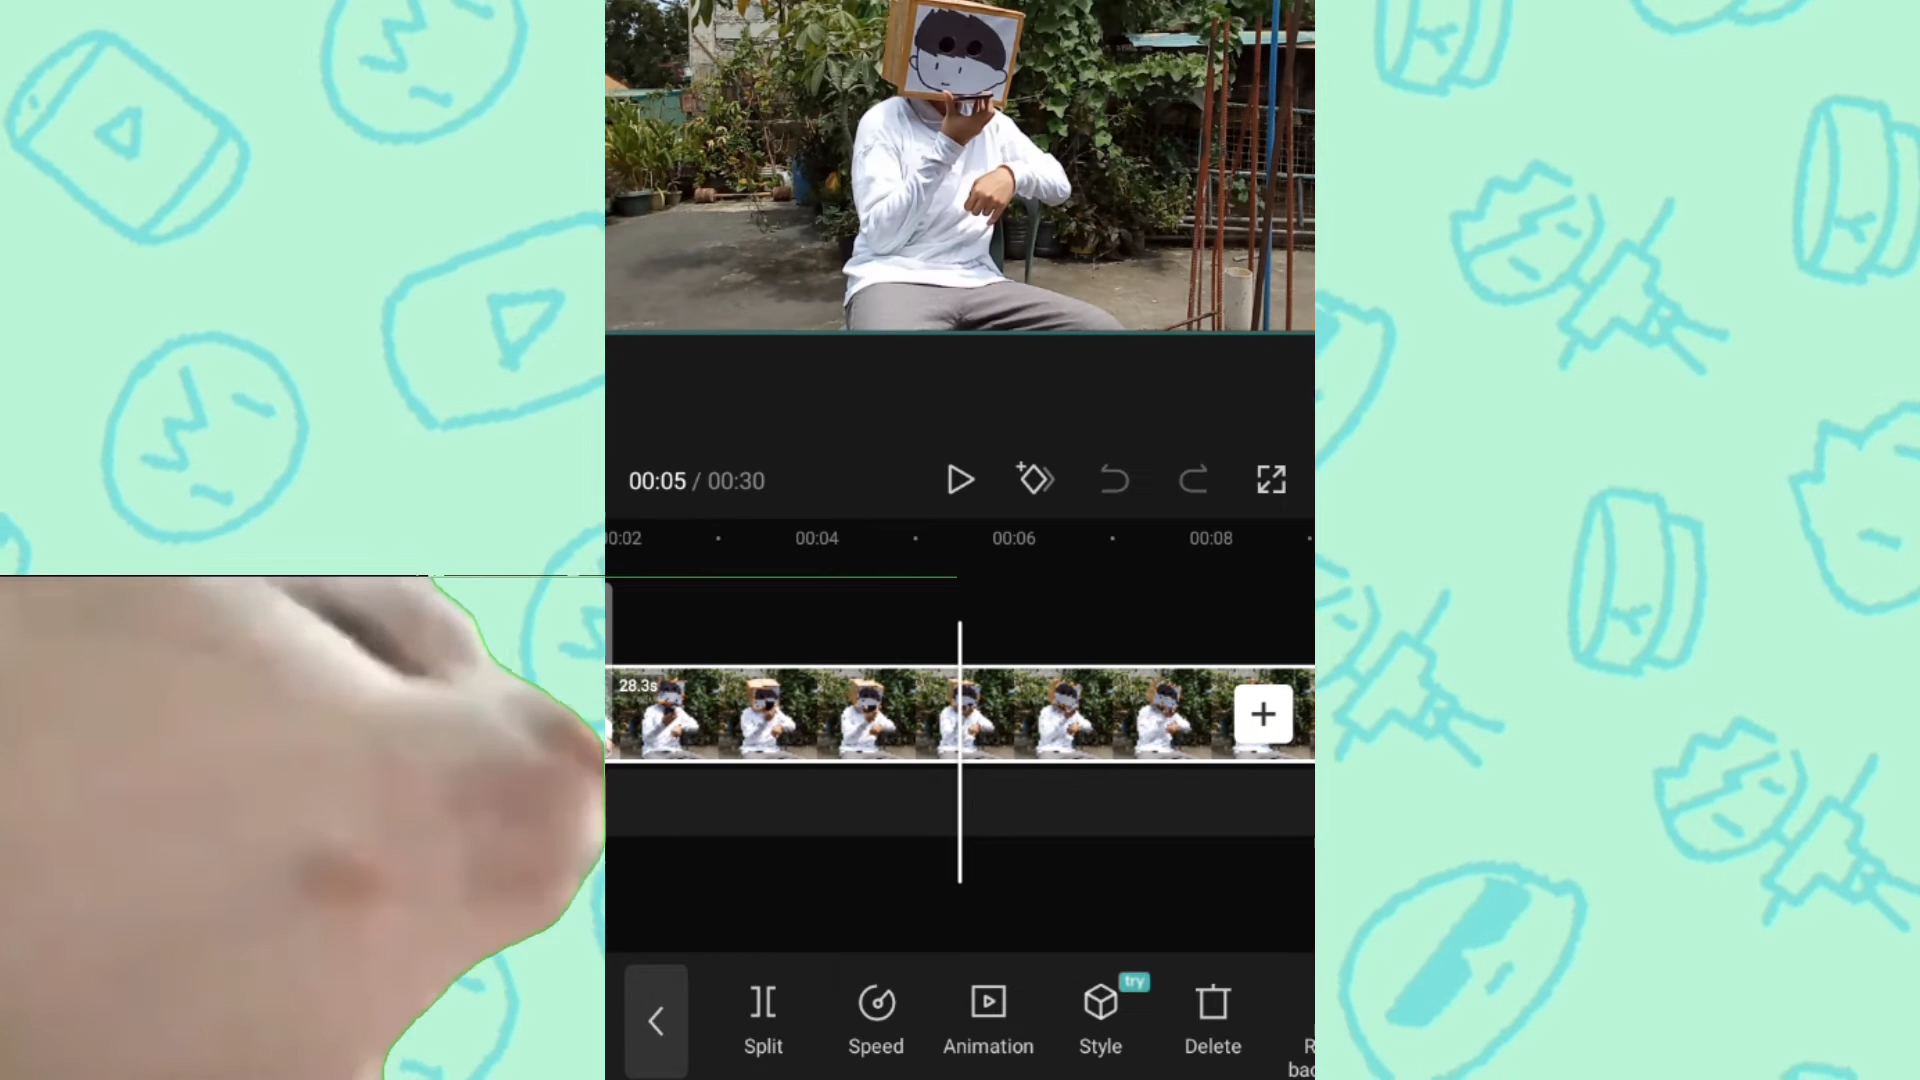 00:05 / 00:30
00:02 00:04 00:06 00:08
28.3s
try
Split Speed Animation Style Delete